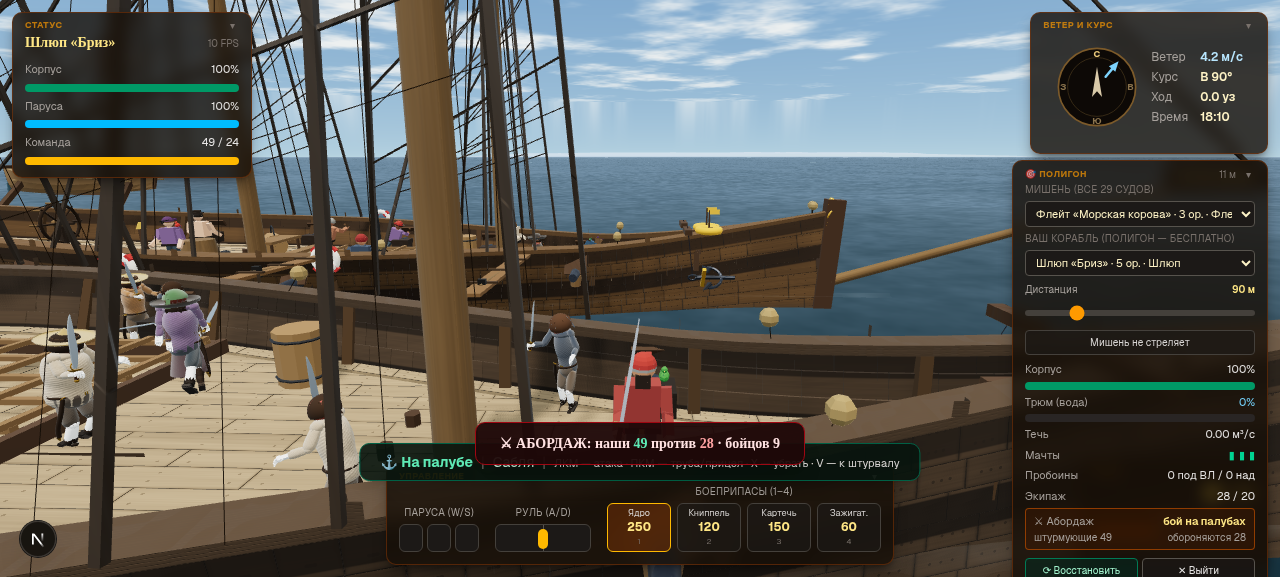 СТАТУС ▼
Шлюп «Бриз» 10 FPS
Корпус 100%
Паруса 100%
Команда 49 / 24
ВЕТЕР И КУРС ▼
С
В
Ю
З
Ветер 4.2 м/с
Курс В 90°
Ход 0.0 уз
Время 18:10
🎯 ПОЛИГОН 11 м ▼
МИШЕНЬ (ВСЕ 29 СУДОВ)
Флейт «Морская корова» · 3 ор. · Фле
ВАШ КОРАБЛЬ (ПОЛИГОН — БЕСПЛАТНО)
Шлюп «Бриз» · 5 ор. · Шлюп
Дистанция 90 м
Мишень не стреляет
Корпус 100%
Трюм (вода) 0%
Течь 0.00 м³/с
Мачты
Пробоины 0 под ВЛ / 0 над
Экипаж 28 / 20
⚔ Абордаж бой на палубах
штурмующие 49 обороняются 28
⟳ Восстановить ✕ Выйти
⚔ АБОРДАЖ: наши 49 против 28 · бойцов 9
⚓ На палубе | Сабля | убрать · V — к штурвалу
БОЕПРИПАСЫ (1–4)
ПАРУСА (W/S) РУЛЬ (A/D)
Ядро 250 1
Книппель 120 2
Картечь 150 3
Зажигат. 60 4
N